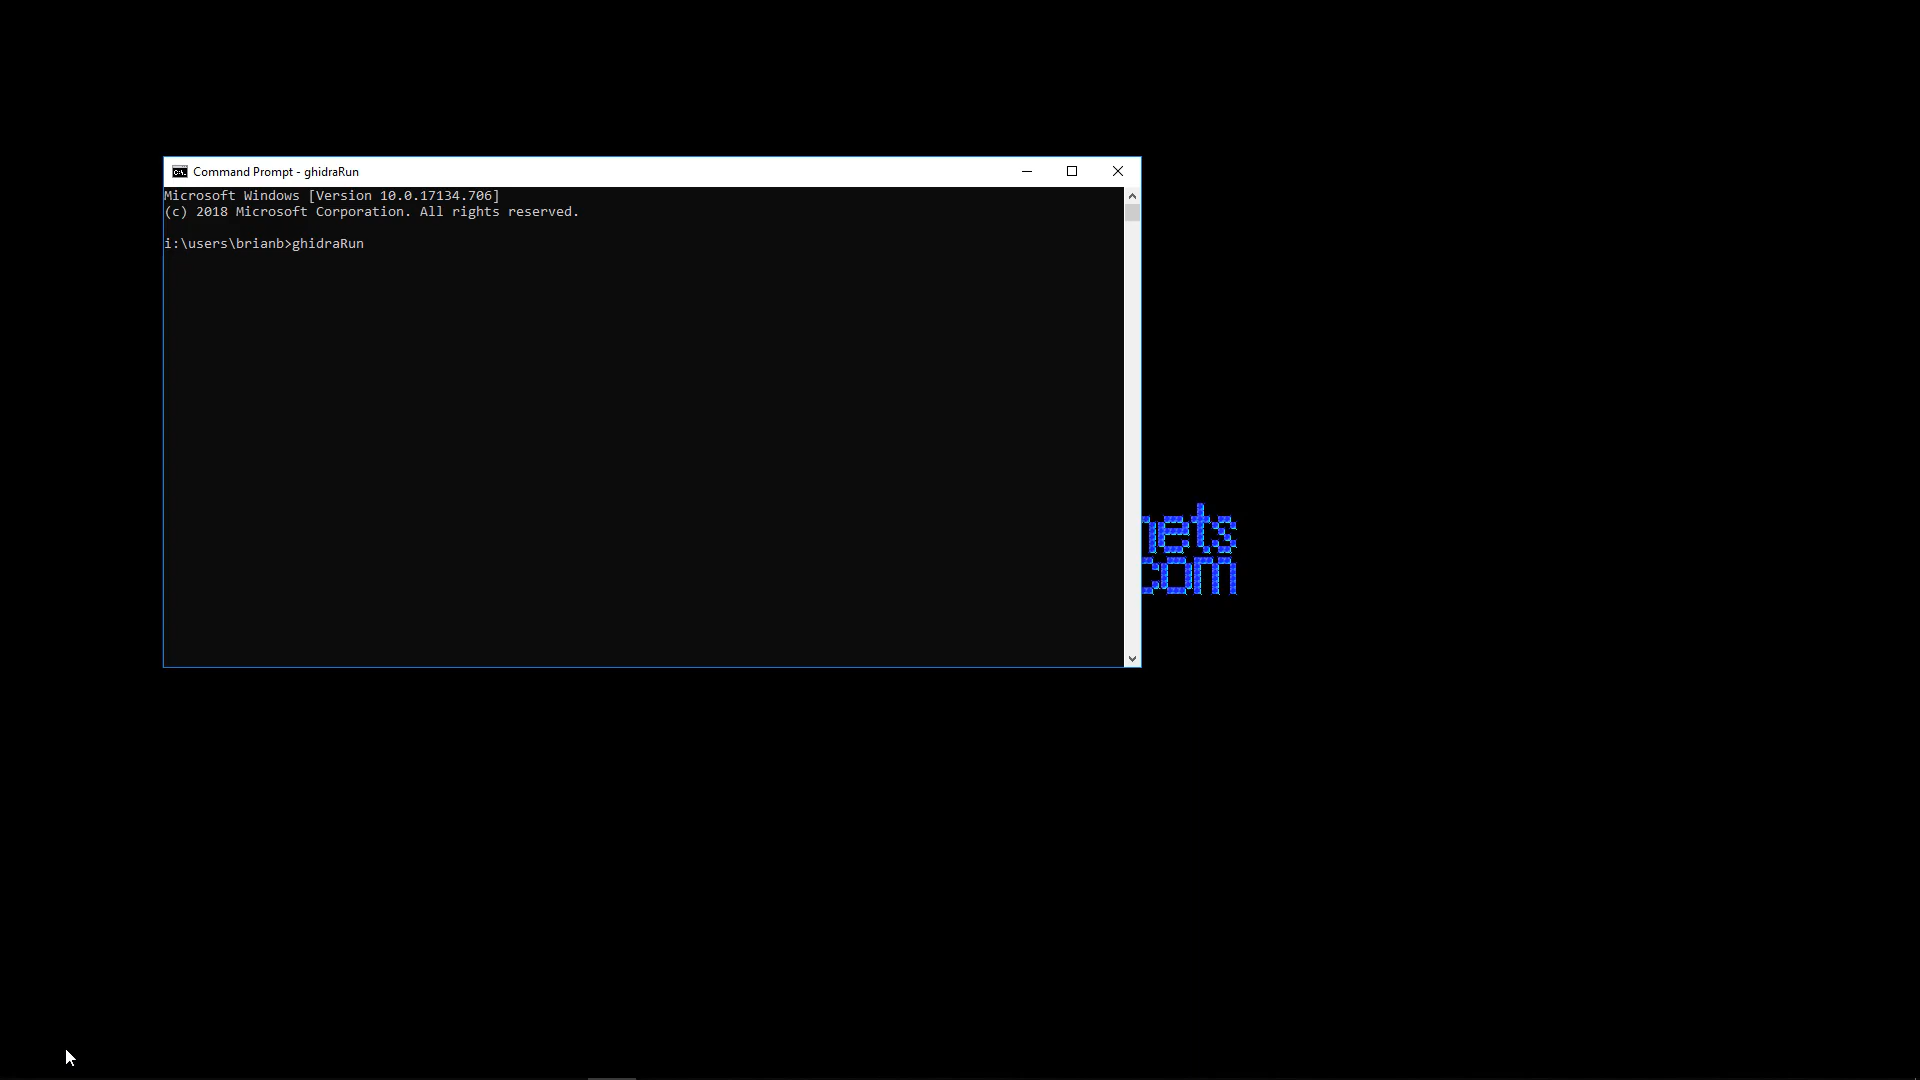 Command Prompt - ghidraRun
Microsoft Windows [Version 10.0.17134.706]
(c) 2018 Microsoft Corporation. All rights reserved.
i:\users\brianb>ghidraRun
nets
com